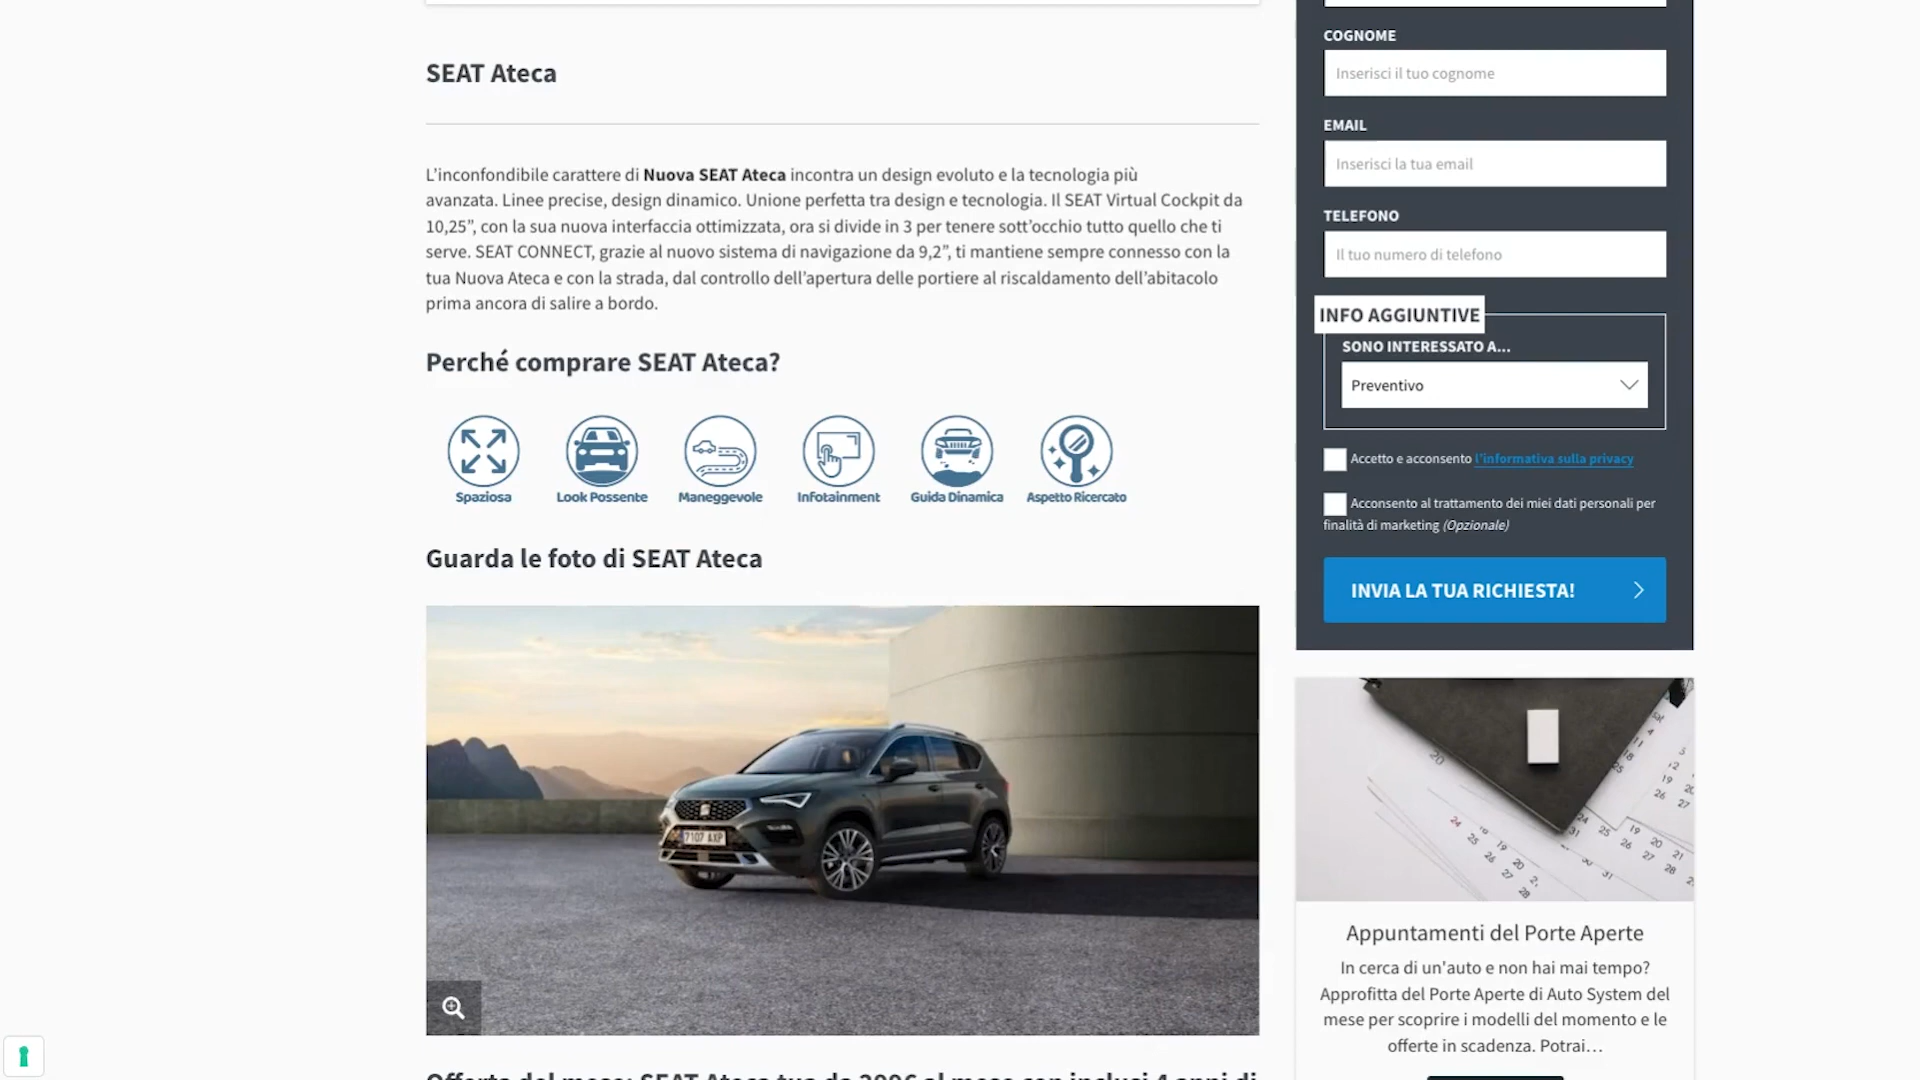 SEAT Ateca
L’inconfondibile carattere di Nuova SEAT Ateca incontra un design evoluto e la tecnologia più
avanzata. Linee precise, design dinamico. Unione perfetta tra design e tecnologia. Il SEAT Virtual Cockpit da
10,25”, con la sua nuova interfaccia ottimizzata, ora si divide in 3 per tenere sott’occhio tutto quello che ti
serve. SEAT CONNECT, grazie al nuovo sistema di navigazione da 9,2”, ti mantiene sempre connesso con la
tua Nuova Ateca e con la strada, dal controllo dell’apertura delle portiere al riscaldamento dell’abitacolo
prima ancora di salire a bordo.
Perché comprare SEAT Ateca?
Spaziosa
Look Possente
Maneggevole
Infotainment
Guida Dinamica
Aspetto Ricercato
Guarda le foto di SEAT Ateca
7107 AXP
COGNOME
Inserisci il tuo cognome
EMAIL
Inserisci la tua email
TELEFONO
Il tuo numero di telefono
INFO AGGIUNTIVE
SONO INTERESSATO A...
Preventivo
Accetto e acconsento l'informativa sulla privacy
Acconsento al trattamento dei miei dati personali per
finalità di marketing (Opzionale)
INVIA LA TUA RICHIESTA!
Appuntamenti del Porte Aperte
In cerca di un'auto e non hai mai tempo?
Approfitta del Porte Aperte di Auto System del
mese per scoprire i modelli del momento e le
offerte in scadenza. Potrai…